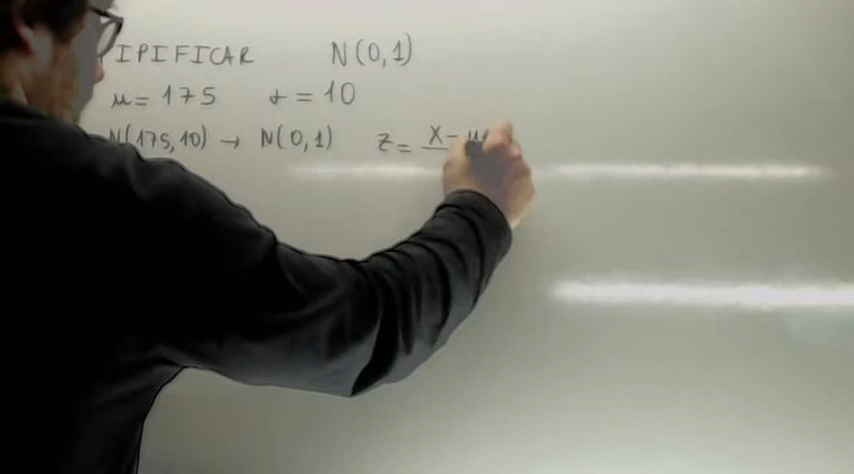 IPIFICAR N(0,1)
μ= 175 σ = 10
N(175,10) → N(0,1) z= X-μ